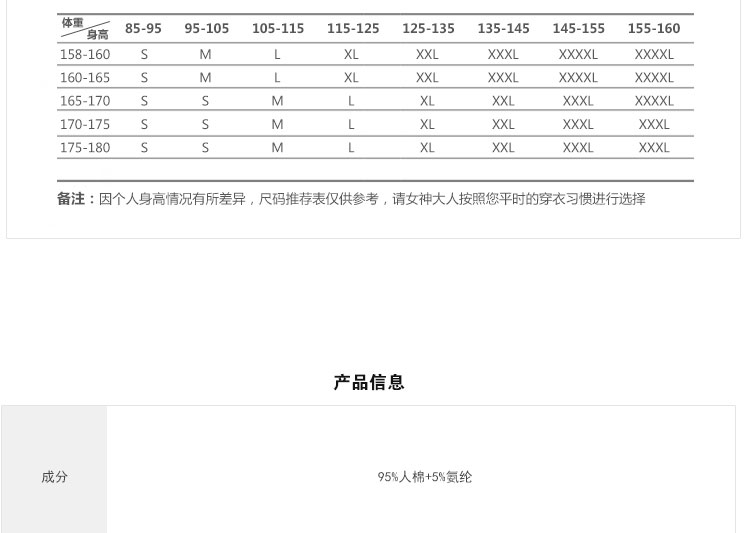 体重
身高 85-95 95-105 105-115 115-125 125-135 135-145 145-155 155-160
158-160 S M L XL XXL XXXL XXXXL XXXXL
160-165 S M L XL XXL XXXL XXXXL XXXXL
165-170 S S M L XL XXL XXXL XXXXL
170-175 S S M L XL XXL XXXL XXXL
175-180 S S M L XL XXL XXXL XXXL
备注：因个人身高情况有所差异，尺码推荐表仅供参考，请女神大人按照您平时的穿衣习惯进行选择
产品信息
成分 95%人棉+5%氨纶